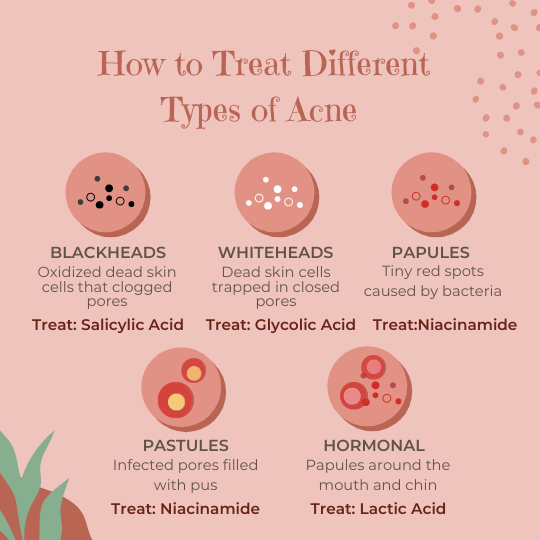 How to Treat Different
Types of Acne
BLACKHEADS
Oxidized dead skin
cells that clogged
pores
Treat: Salicylic Acid
WHITEHEADS
Dead skin cells
trapped in closed
pores
Treat: Glycolic Acid
PAPULES
Tiny red spots
caused by bacteria
Treat:Niacinamide
PASTULES
Infected pores filled
with pus
Treat: Niacinamide
HORMONAL
Papules around the
mouth and chin
Treat: Lactic Acid